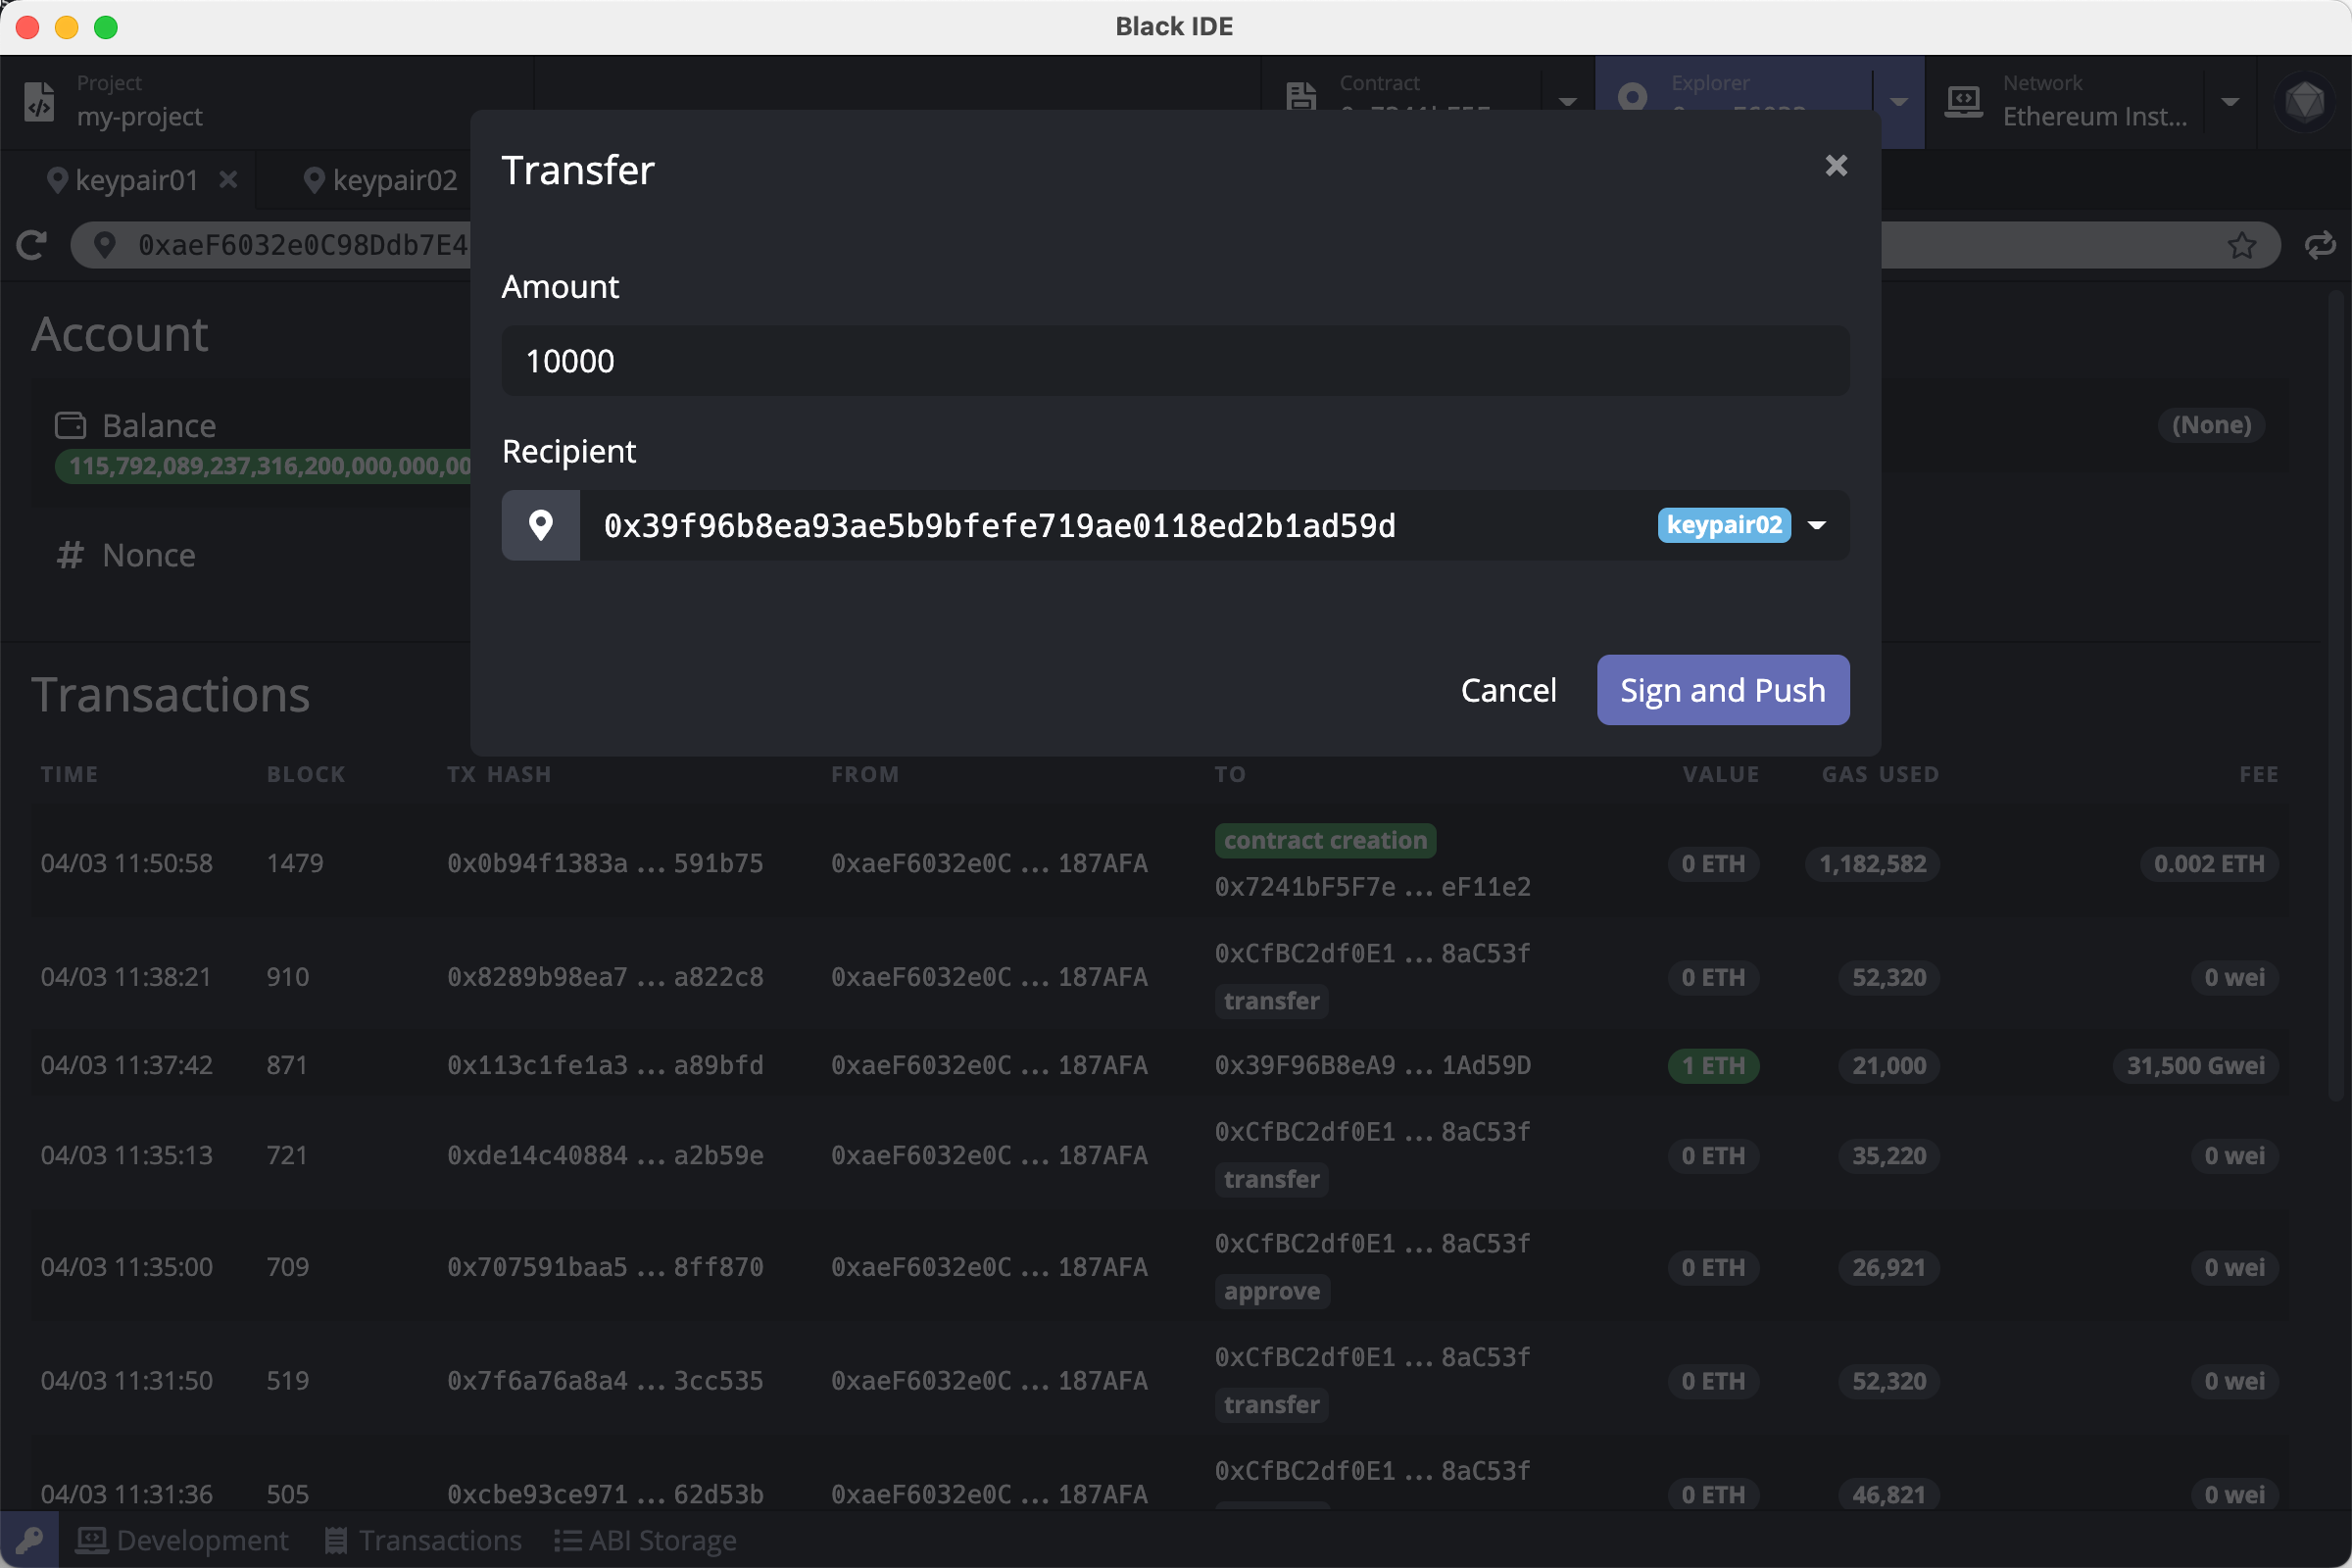 Black IDE
Project
my-project
Contract
Explorer
Network
Ethereum Inst...
keypair01
keypair02
0xaeF6032e0C98Ddb7E4
Transfer
Amount
10000
Recipient
0x39f96b8ea93ae5b9bfefe719ae0118ed2b1ad59d
keypair02
Cancel
Sign and Push
Account
Balance
(None)
115,792,089,237,316,200,000,000,00
# Nonce
Transactions
TIME BLOCK TX HASH FROM TO VALUE GAS USED FEE
contract creation
04/03 11:50:58 1479 0x0b94f1383a ... 591b75 0xaeF6032e0C ... 187AFA 0 ETH 1,182,582 0.002 ETH
0x7241bF5F7e ... eF11e2
0xCfBC2df0E1 ... 8aC53f
04/03 11:38:21 910 0x8289b98ea7 ... a822c8 0xaeF6032e0C ... 187AFA 0 ETH 52,320 0 wei
transfer
04/03 11:37:42 871 0x113c1fe1a3 ... a89bfd 0xaeF6032e0C ... 187AFA 0x39F96B8eA9 ... 1Ad59D 1 ETH 21,000 31,500 Gwei
0xCfBC2df0E1 ... 8aC53f
04/03 11:35:13 721 0xde14c40884 ... a2b59e 0xaeF6032e0C ... 187AFA 0 ETH 35,220 0 wei
transfer
0xCfBC2df0E1 ... 8aC53f
04/03 11:35:00 709 0x707591baa5 ... 8ff870 0xaeF6032e0C ... 187AFA 0 ETH 26,921 0 wei
approve
0xCfBC2df0E1 ... 8aC53f
04/03 11:31:50 519 0x7f6a76a8a4 ... 3cc535 0xaeF6032e0C ... 187AFA 0 ETH 52,320 0 wei
transfer
0xCfBC2df0E1 ... 8aC53f
04/03 11:31:36 505 0xcbe93ce971 ... 62d53b 0xaeF6032e0C ... 187AFA 0 ETH 46,821 0 wei
Development Transactions ABI Storage